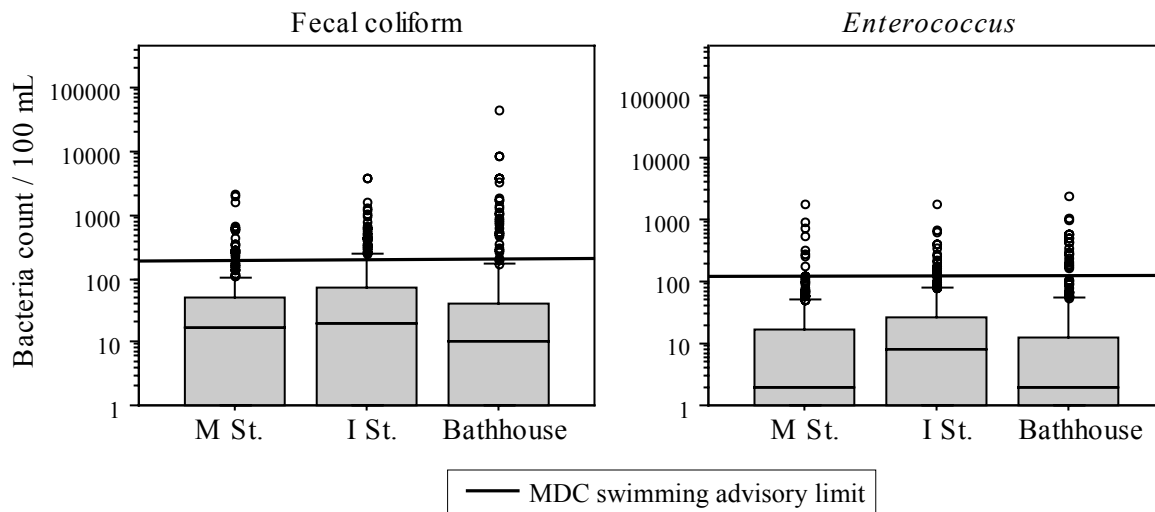 Fecal coliform
Enterococcus
Bacteria count / 100 mL
100000
10000
1000
100
10
1
M St.
I St.
Bathhouse
100000
10000
1000
100
10
1
M St.
I St.
Bathhouse
MDC swimming advisory limit